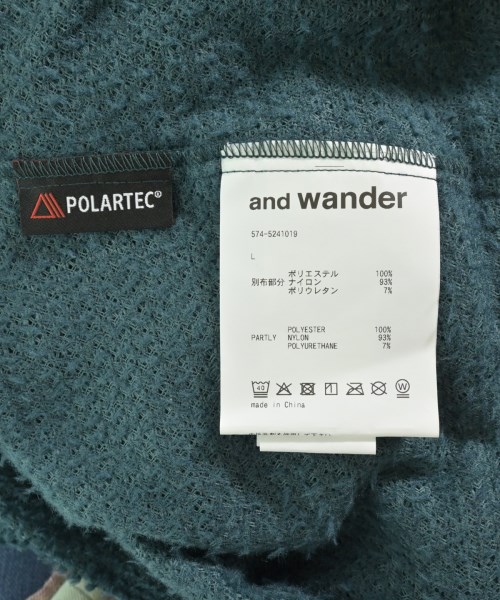 POLARTEC®
and wander
574-5241019
L
ポリエステル 100%
別布部分 ナイロン 93%
ポリウレタン 7%
POLYESTER 100%
PARTLY NYLON 93%
POLYURETHANE 7%
40
W
made in China